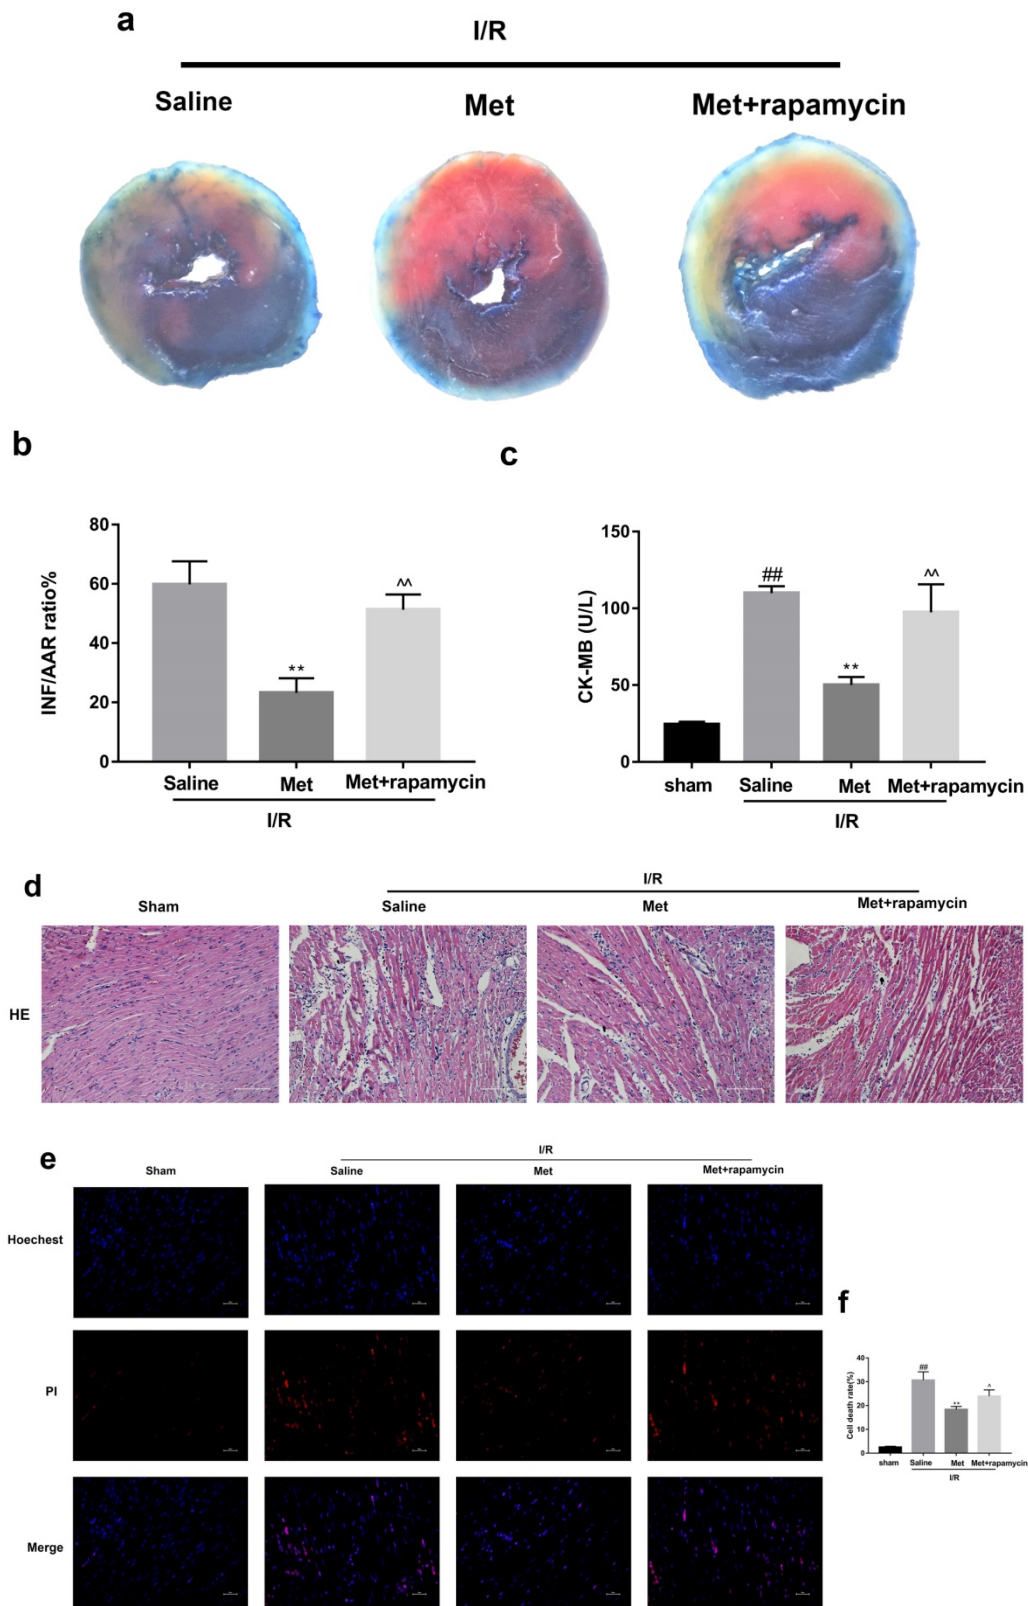 a
I/R
Saline Met Met+rapamycin
b
INF/AAR ratio%
80
60
40
20
0
**
^^
Saline Met Met+rapamycin
I/R
c
CK-MB (U/L)
150
100
50
0
##
**
^^
sham Saline Met Met+rapamycin
I/R
d
I/R
Sham Saline Met Met+rapamycin
HE
e
I/R
Sham Saline Met Met+rapamycin
Hoechest
PI
Merge
f
Cell death rate(%)
40
30
20
10
0
##
**
^
sham Saline Met Met+rapamycin
I/R